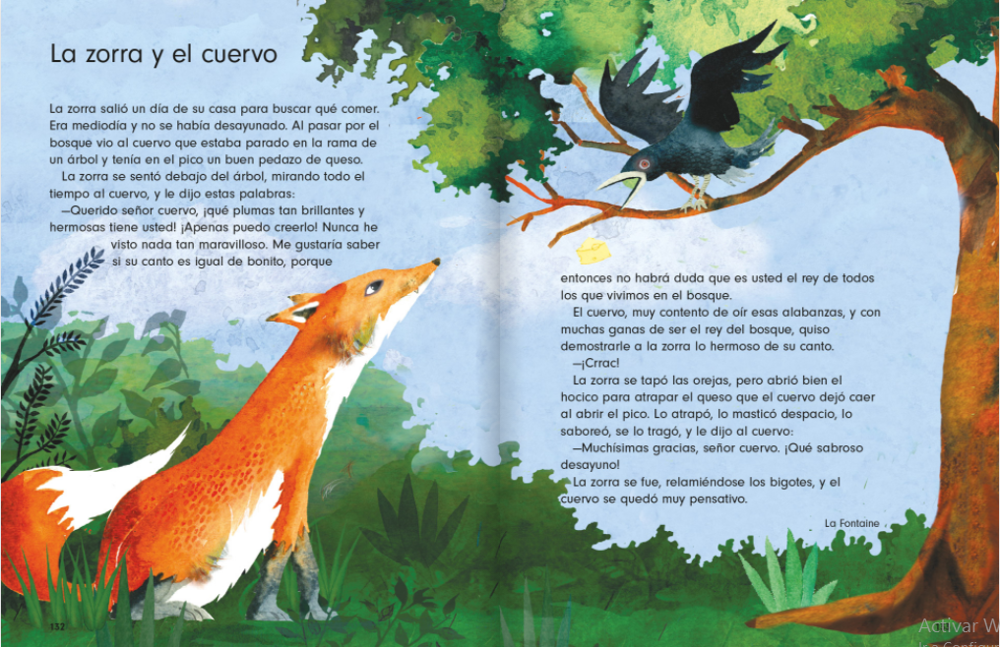 La zorra y el cuervo
La zorra salió un día de su casa para buscar qué comer.
Era mediodía y no se había desayunado. Al pasar por el
bosque vio al cuervo que estaba parado en la rama de
un árbol y tenía en el pico un buen pedazo de queso.
La zorra se sentó debajo del árbol, mirando todo el
tiempo al cuervo, y le dijo estas palabras:
—Querido señor cuervo, ¡qué plumas tan brillantes y
hermosas tiene usted! ¡Apenas puedo creerlo! Nunca he
visto nada tan maravilloso. Me gustaría saber
si su canto es igual de bonito, porque
132
entonces no habrá duda que es usted el rey de todos
los que vivimos en el bosque.
El cuervo, muy contento de oír esas alabanzas, y con
muchas ganas de ser el rey del bosque, quiso
demostrarle a la zorra lo hermoso de su canto.
—¡Crrac!
La zorra se tapó las orejas, pero abrió bien el
hocico para atrapar el queso que el cuervo dejó caer
al abrir el pico. Lo atrapó, lo masticó despacio, lo
saboreó, se lo tragó, y le dijo al cuervo:
—Muchísimas gracias, señor cuervo. ¡Qué sabroso
desayuno!
La zorra se fue, relamiéndose los bigotes, y el
cuervo se quedó muy pensativo.
La Fontaine
Activar W